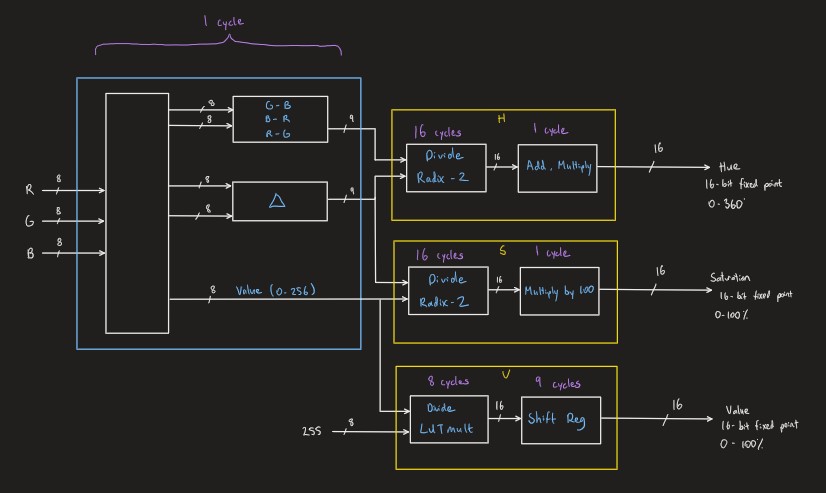 1 cycle
8
8
G-B
B-R
R-G
9
H
16 cycles
1 cycle
Divide
Radix-2
16
Add, Multiply
16
Hue
16-bit fixed point
0-360°
R
8
G
8
B
8
8
8
Δ
9
8
Value (0-256)
S
16 cycles
1 cycle
Divide
Radix-2
16
Multiply by 100
16
Saturation
16-bit fixed point
0-100%
V
8 cycles
9 cycles
255
8
Divide
LUTmult
16
Shift Reg
16
Value
16-bit fixed point
0-100%